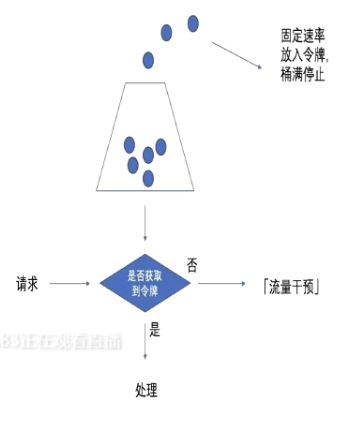 固定速率
放入令牌,
桶满停止
是否获取
到令牌
否
请求
「流量干预」
是
83正在观看直播
处理